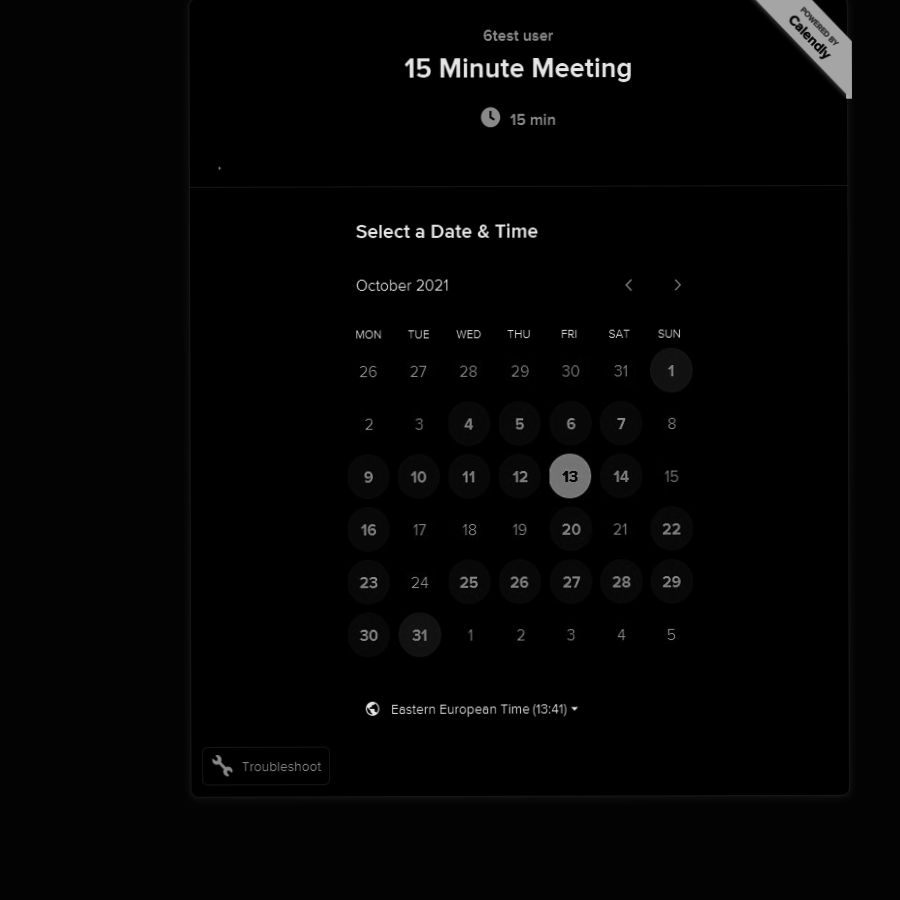 POWERED BY
Calendly
6test user
15 Minute Meeting
15 min
Select a Date & Time
October 2021
MON TUE WED THU FRI SAT SUN
26 27 28 29 30 31 1
2 3 4 5 6 7 8
9 10 11 12 13 14 15
16 17 18 19 20 21 22
23 24 25 26 27 28 29
30 31 1 2 3 4 5
Eastern European Time (13:41)
Troubleshoot